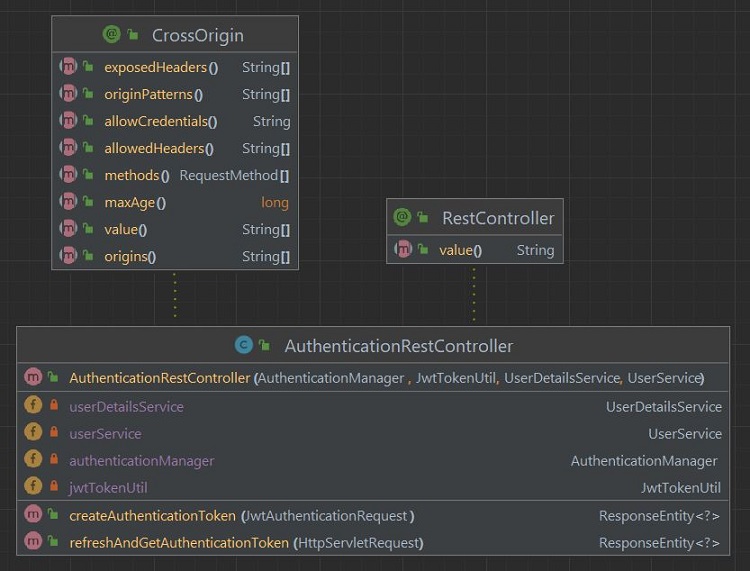 CrossOrigin
exposedHeaders() String[]
originPatterns() String[]
allowCredentials() String
allowedHeaders() String[]
methods() RequestMethod[]
maxAge() long
value() String[]
origins() String[]
RestController
value() String
AuthenticationRestController
AuthenticationRestController(AuthenticationManager , JwtTokenUtil, UserDetailsService, UserService)
userDetailsService UserDetailsService
userService UserService
authenticationManager AuthenticationManager
jwtTokenUtil JwtTokenUtil
createAuthenticationToken (JwtAuthenticationRequest) ResponseEntity<?>
refreshAndGetAuthenticationToken (HttpServletRequest) ResponseEntity<?>